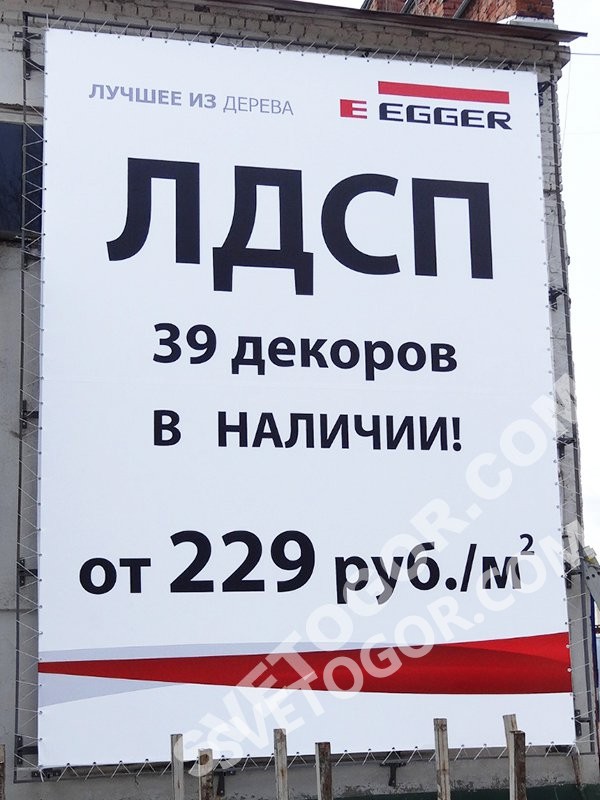 ЛУЧШЕЕ ИЗ ДЕРЕВА
E EGGER
ЛДСП
39 декоров
В НАЛИЧИИ!
от 229 руб./м²
SVETOGOR.COM
SVETOGOR.COM